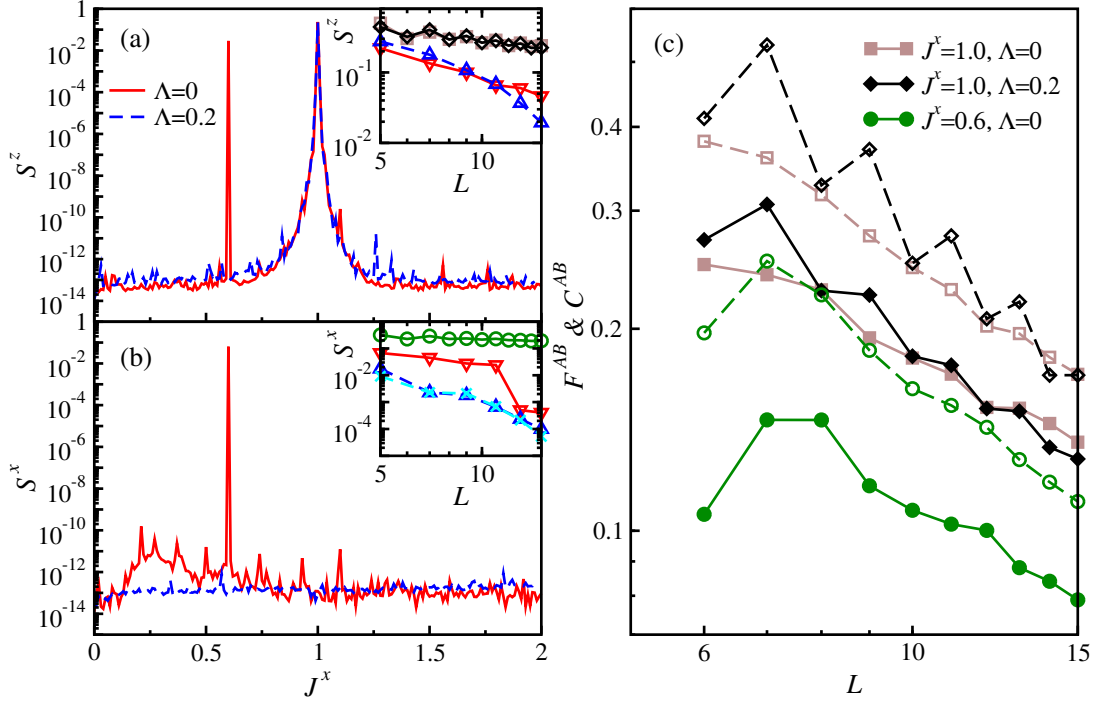 1
10⁻²
10⁻⁴
10⁻⁶
10⁻⁸
10⁻¹⁰
10⁻¹²
10⁻¹⁴
S^z
(a)
Λ=0
Λ=0.2
S^z
10⁻¹
10⁻²
5
10
L
1
10⁻²
10⁻⁴
10⁻⁶
10⁻⁸
10⁻¹⁰
10⁻¹²
10⁻¹⁴
S^x
(b)
S^x
10⁻²
10⁻⁴
5
10
L
0
0.5
1
1.5
2
J^x
(c)
J^x=1.0, Λ=0
J^x=1.0, Λ=0.2
J^x=0.6, Λ=0
0.4
0.3
0.2
0.1
F^AB & C^AB
6
10
15
L